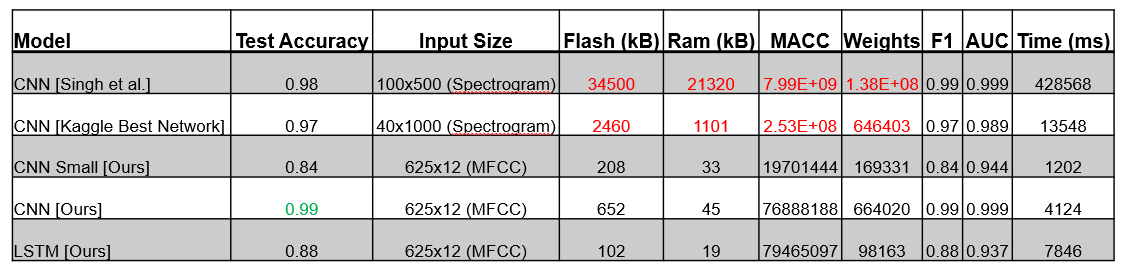 Model Test Accuracy Input Size Flash (kB) Ram (kB) MACC Weights F1 AUC Time (ms)
CNN [Singh et al.] 0.98 100x500 (Spectrogram) 34500 21320 7.99E+09 1.38E+08 0.99 0.999 428568
CNN [Kaggle Best Network] 0.97 40x1000 (Spectrogram) 2460 1101 2.53E+08 646403 0.97 0.989 13548
CNN Small [Ours] 0.84 625x12 (MFCC) 208 33 19701444 169331 0.84 0.944 1202
CNN [Ours] 0.99 625x12 (MFCC) 652 45 76888188 664020 0.99 0.999 4124
LSTM [Ours] 0.88 625x12 (MFCC) 102 19 79465097 98163 0.88 0.937 7846